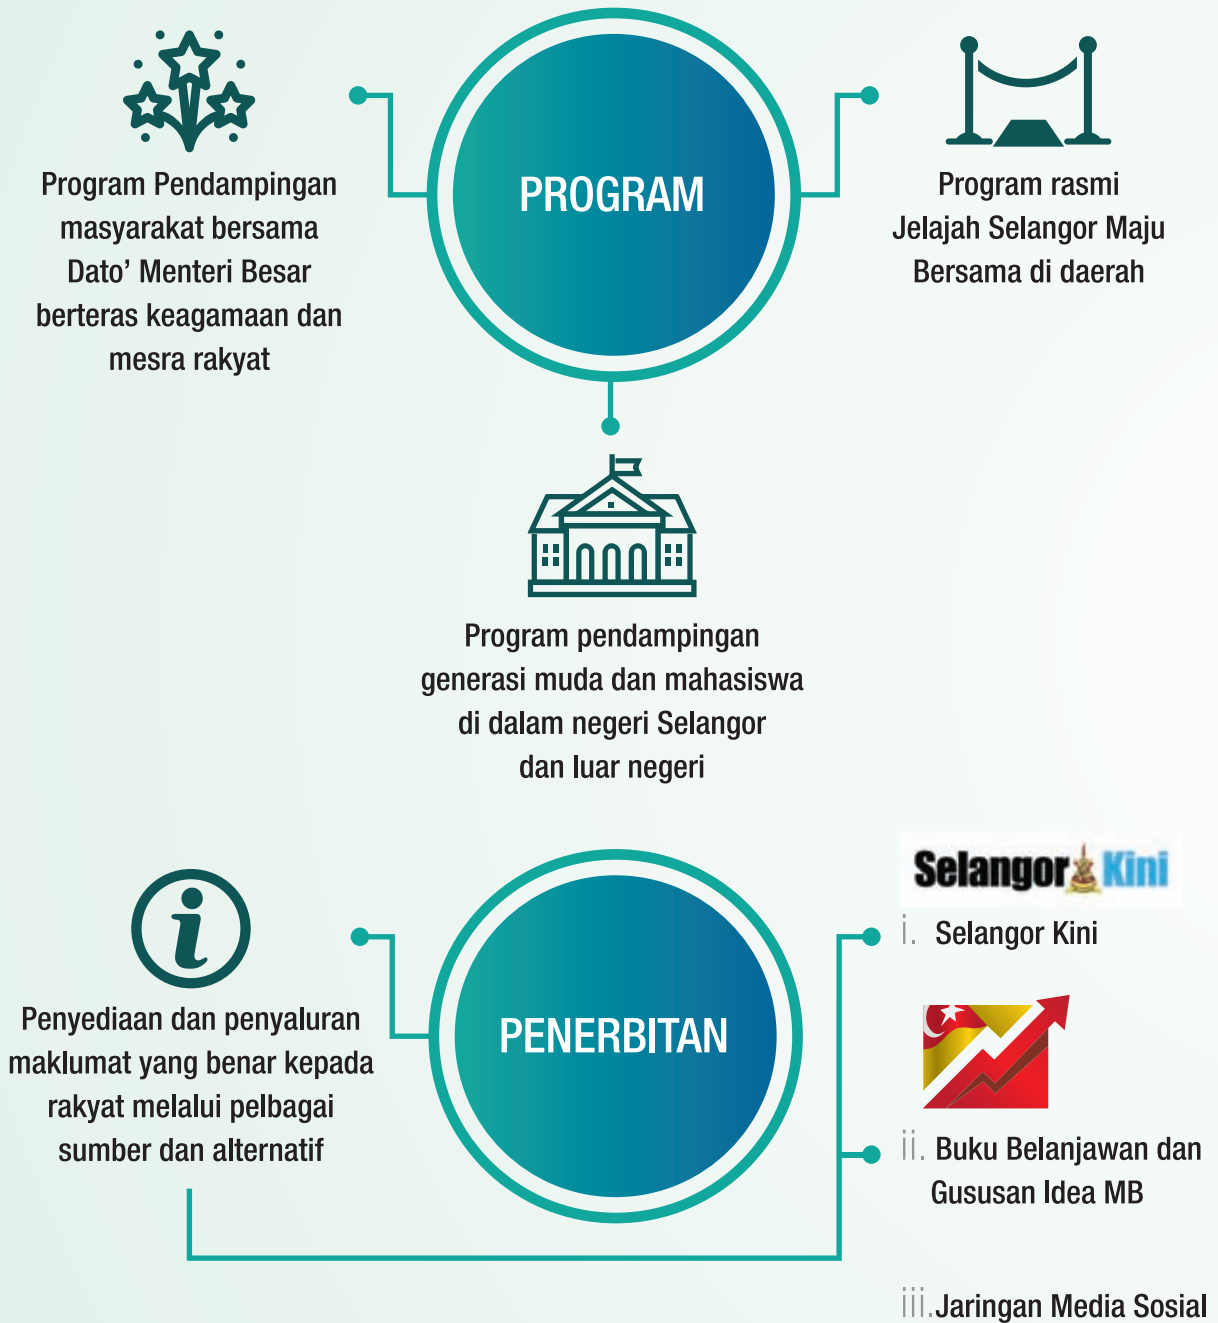 PROGRAM
Program Pendampingan
masyarakat bersama
Dato’ Menteri Besar
berteras keagamaan dan
mesra rakyat
Program rasmi
Jelajah Selangor Maju
Bersama di daerah
Program pendampingan
generasi muda dan mahasiswa
di dalam negeri Selangor
dan luar negeri
PENERBITAN
Penyediaan dan penyaluran
maklumat yang benar kepada
rakyat melalui pelbagai
sumber dan alternatif
Selangor Kini
i. Selangor Kini
ii. Buku Belanjawan dan
Gususan Idea MB
iii. Jaringan Media Sosial